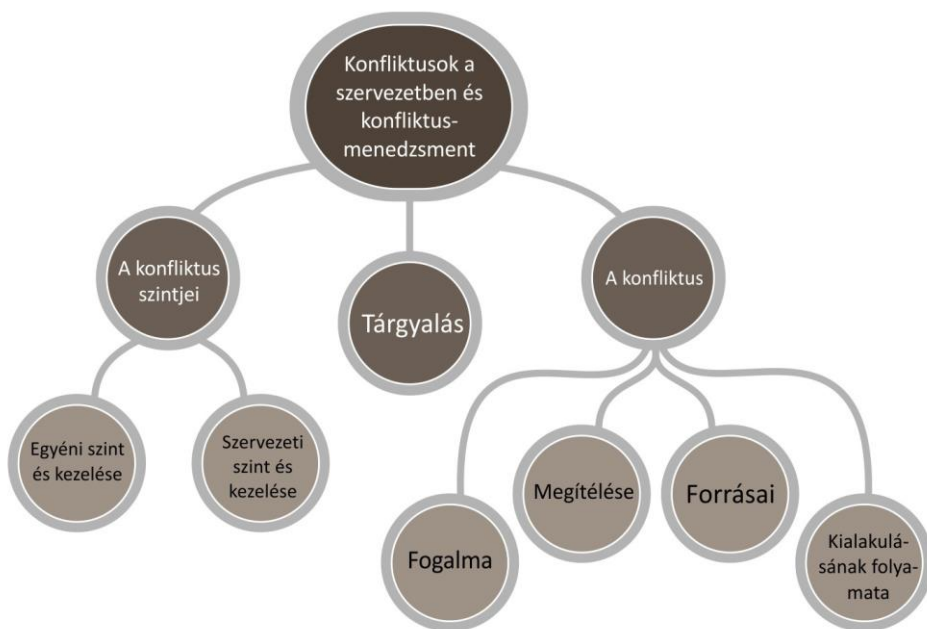 Konfliktusok a
szervezetben és
konfliktus-
menedzsment
A konfliktus
szintjei
Tárgyalás
A konfliktus
Egyéni szint
és kezelése
Szervezeti
szint és
kezelése
Fogalma
Megítélése
Forrásai
Kialakulá-
sának folya-
mata